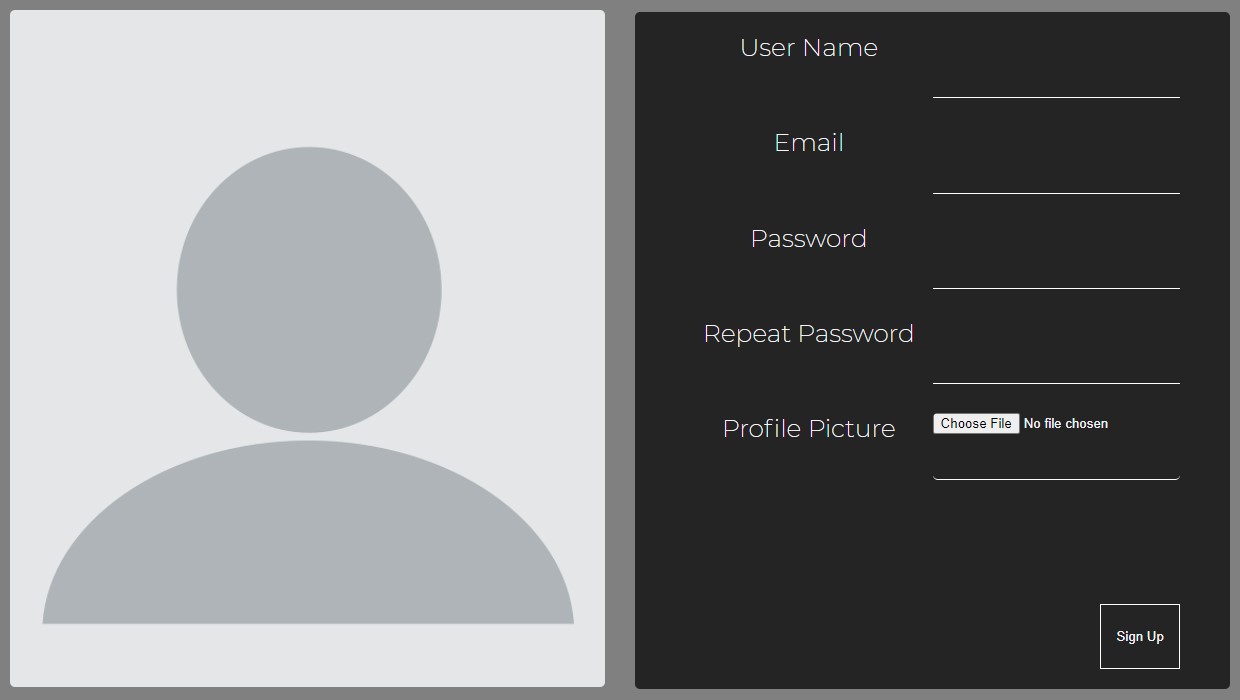 User Name
Email
Password
Repeat Password
Profile Picture
Choose File No file chosen
Sign Up